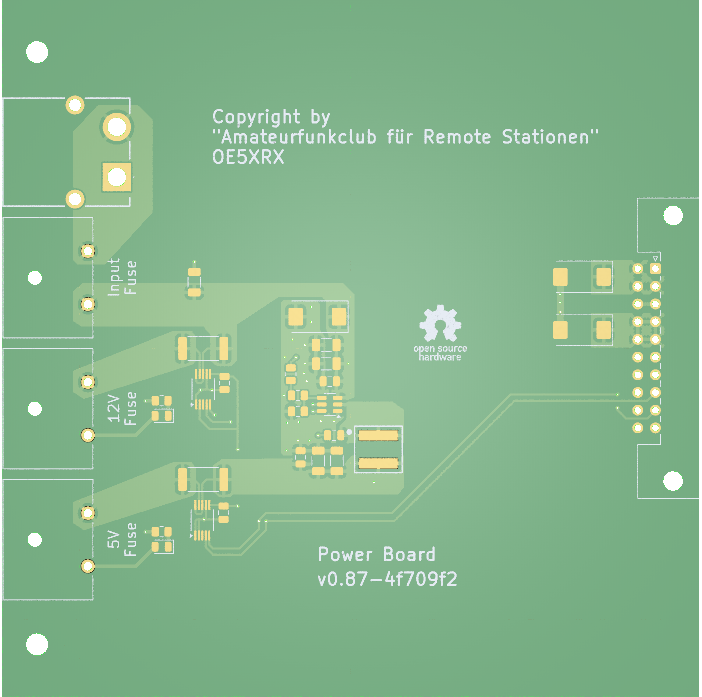 Copyright by
"Amateurfunkclub für Remote Stationen"
OE5XRX
Input
Fuse
open source
hardware
12V
Fuse
5V
Fuse
Power Board
v0.87-4f709f2